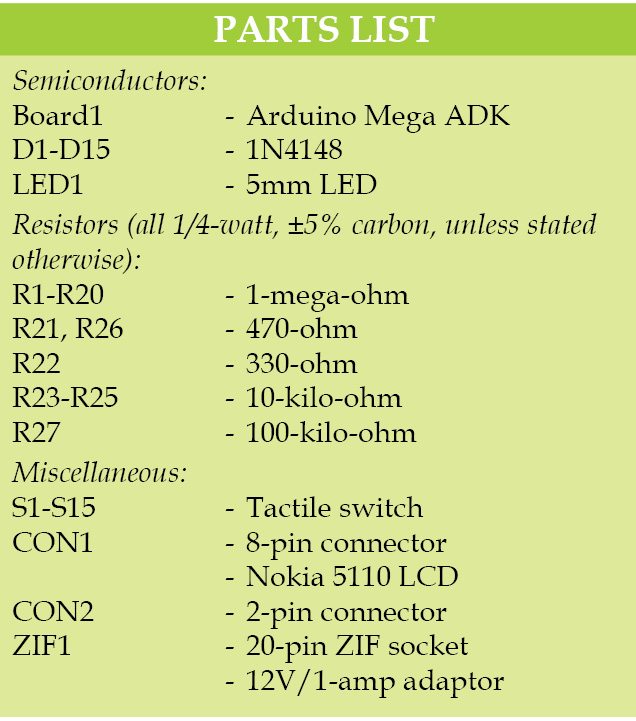 PARTS LIST
Semiconductors:
Board1 - Arduino Mega ADK
D1-D15 - 1N4148
LED1 - 5mm LED
Resistors (all 1/4-watt, ±5% carbon, unless stated
otherwise):
R1-R20 - 1-mega-ohm
R21, R26 - 470-ohm
R22 - 330-ohm
R23-R25 - 10-kilo-ohm
R27 - 100-kilo-ohm
Miscellaneous:
S1-S15 - Tactile switch
CON1 - 8-pin connector
- Nokia 5110 LCD
CON2 - 2-pin connector
ZIF1 - 20-pin ZIF socket
- 12V/1-amp adaptor